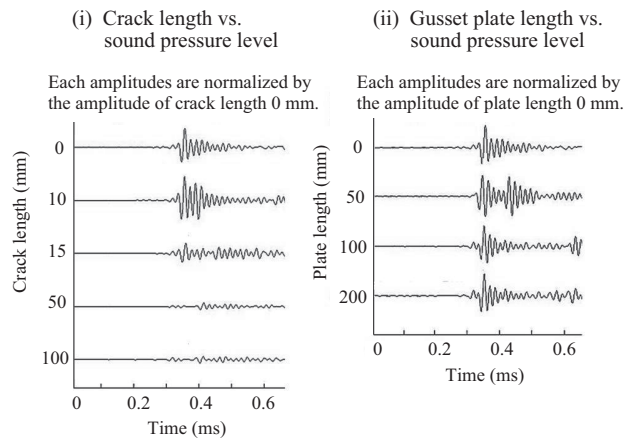 (i) Crack length vs.
sound pressure level
Each amplitudes are normalized by
the amplitude of crack length 0 mm.
Crack length (mm)
0
10
15
50
100
0 0.2 0.4 0.6
Time (ms)
(ii) Gusset plate length vs.
sound pressure level
Each amplitudes are normalized by
the amplitude of plate length 0 mm.
Plate length (mm)
0
50
100
200
0 0.2 0.4 0.6
Time (ms)